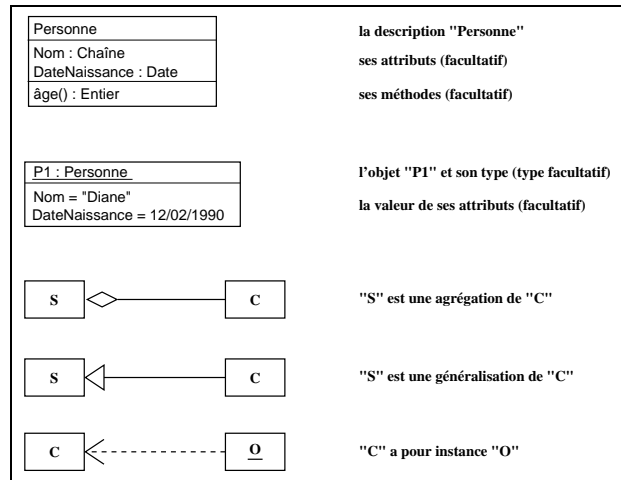 Personne
la description "Personne"
Nom : Chaîne
DateNaissance : Date
ses attributs (facultatif)
âge() : Entier
ses méthodes (facultatif)
P1 : Personne
l'objet "P1" et son type (type facultatif)
Nom = "Diane"
DateNaissance = 12/02/1990
la valeur de ses attributs (facultatif)
S
C
"S" est une agrégation de "C"
S
C
"S" est une généralisation de "C"
C
O
"C" a pour instance "O"